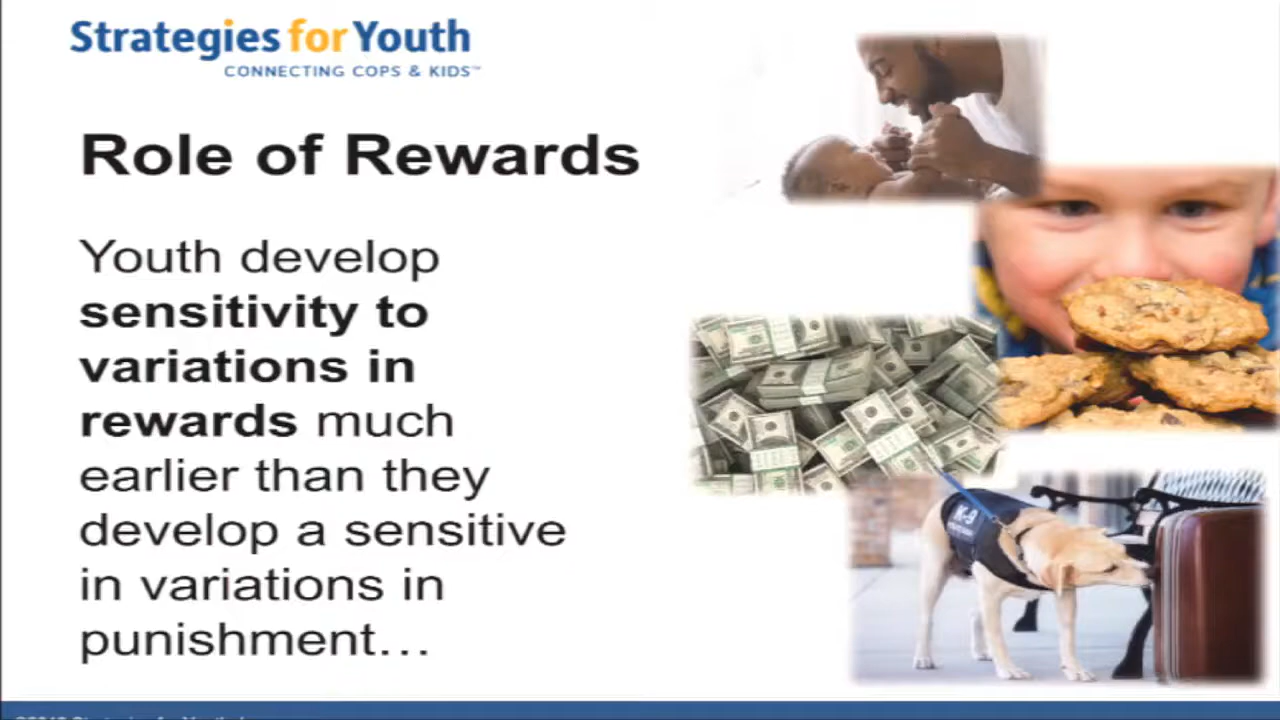 Strategies for Youth
CONNECTING COPS & KIDS™
Role of Rewards
Youth develop
sensitivity to
variations in
rewards much
earlier than they
develop a sensitive
in variations in
punishment…
K-9